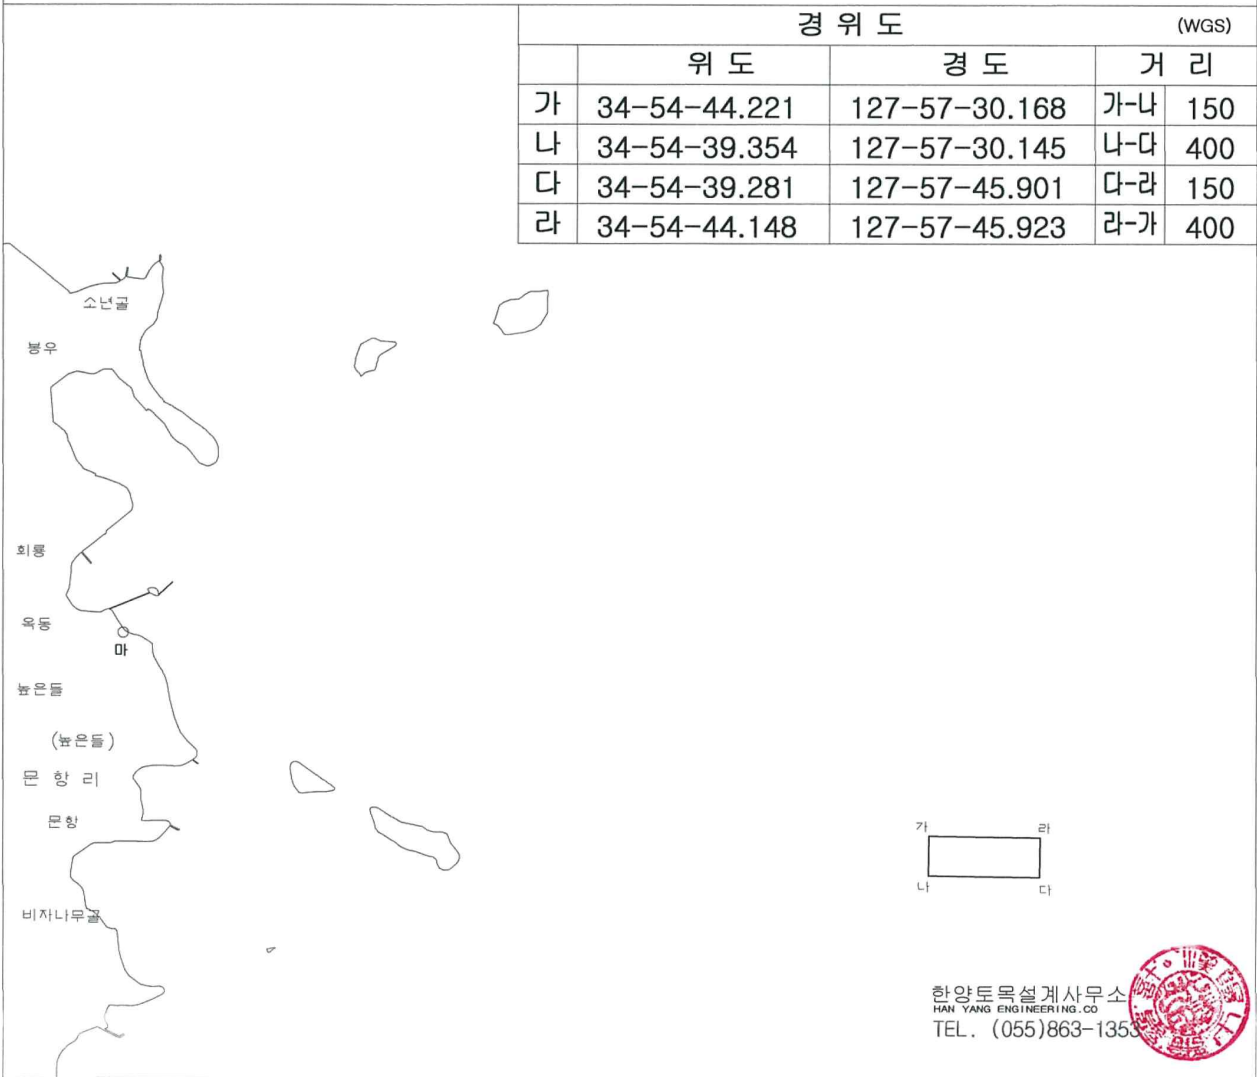 경 위 도 (WGS)
위 도 경 도 거 리
가 34-54-44.221 127-57-30.168 가-나 150
나 34-54-39.354 127-57-30.145 나-다 400
다 34-54-39.281 127-57-45.901 다-라 150
라 34-54-44.148 127-57-45.923 라-가 400
소년골
봉우
회룡
옥동
마
높은들
(높은들)
문 항 리
문항
비자나무골
가 라
나 다
한양토목설계사무소
HAN YANG ENGINEERING.CO
TEL. (055)863-1353